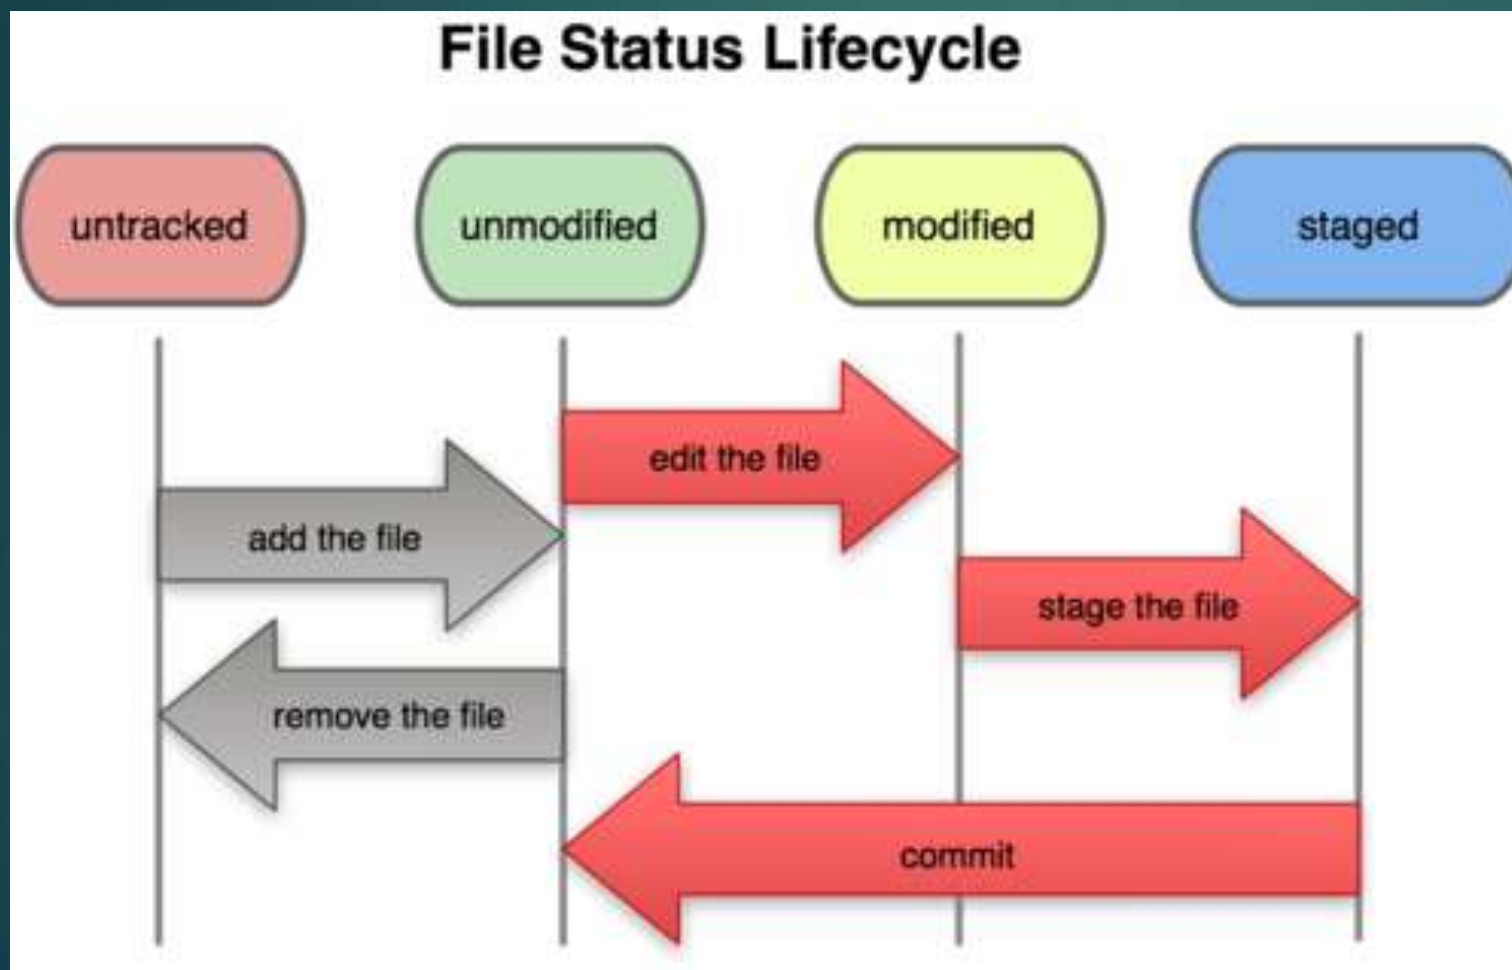 File Status Lifecycle
untracked
unmodified
modified
staged
edit the file
add the file
stage the file
remove the file
commit